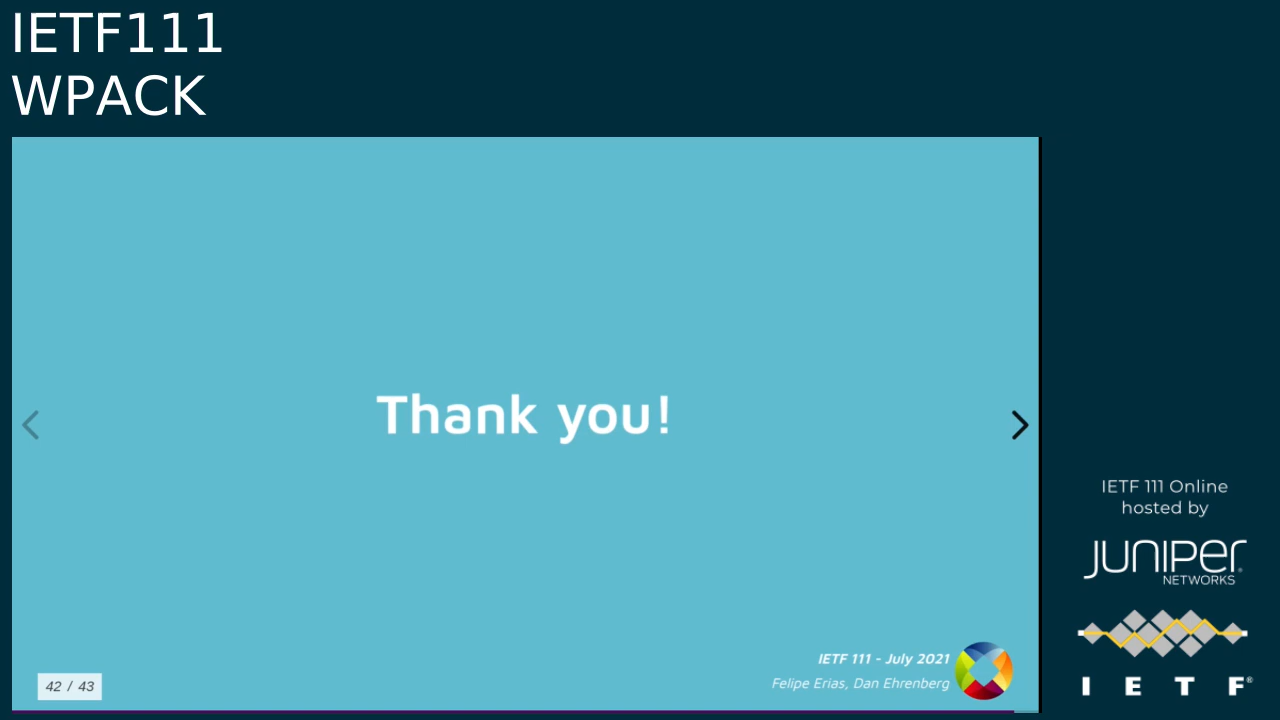 IETF111
WPACK
Thank you!
IETF 111 - July 2021
Felipe Erias, Dan Ehrenberg
42 / 43
IETF 111 Online
hosted by
JUNIPER
NETWORKS
I E T F®